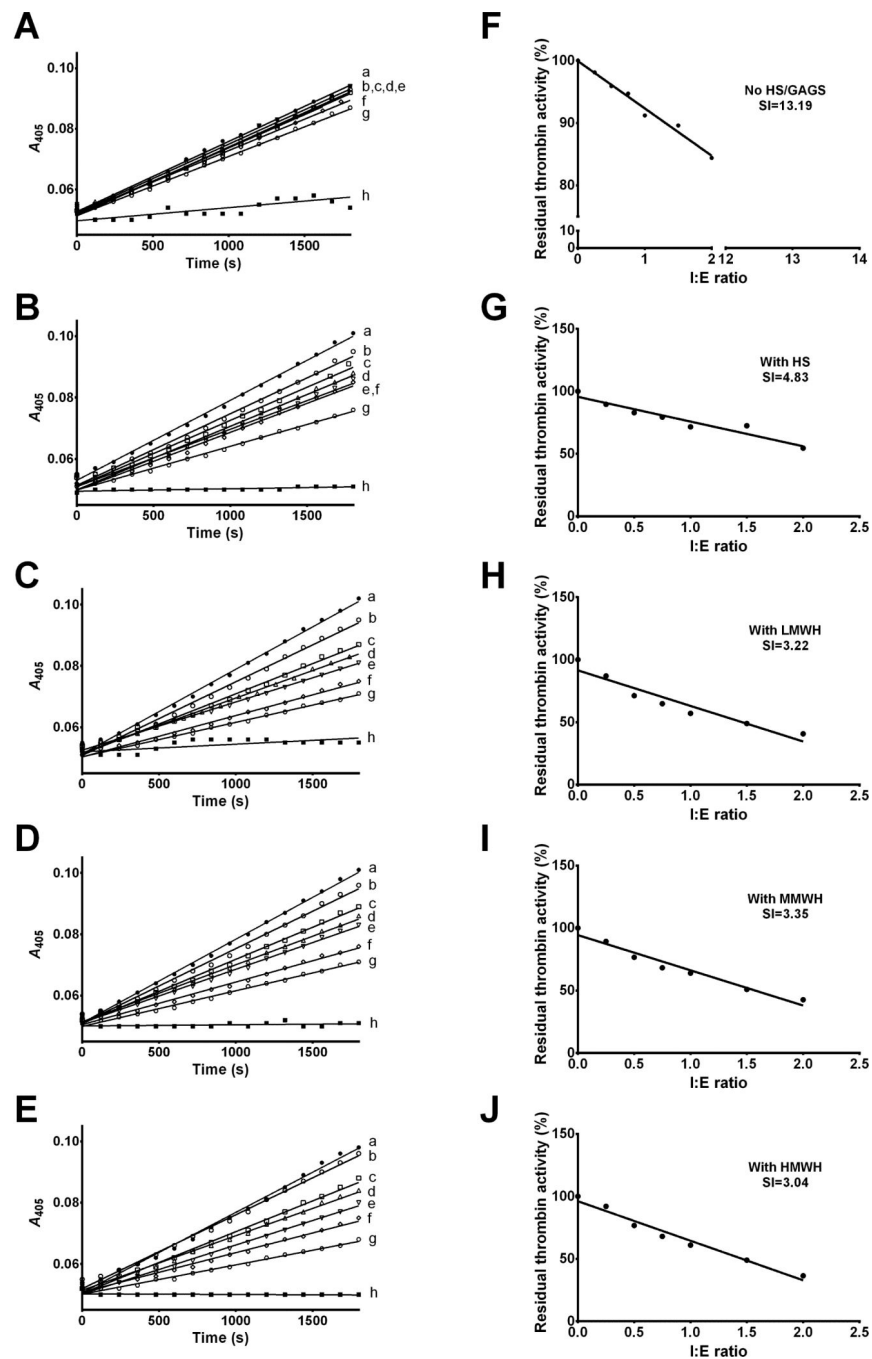 A
A405
0.10
0.08
0.06
0
500
1000
1500
Time (s)
a
b,c,d,e
f
g
h
F
Residual thrombin activity (%)
100
90
80
10
0
0
1
2
12
13
14
I:E ratio
No HS/GAGS
SI=13.19
B
A405
0.10
0.08
0.06
0
500
1000
1500
Time (s)
a
b
c
d
e,f
g
h
G
Residual thrombin activity (%)
150
100
50
0
0.0
0.5
1.0
1.5
2.0
2.5
I:E ratio
With HS
SI=4.83
C
A405
0.10
0.08
0.06
0
500
1000
1500
Time (s)
a
b
c
d
e
f
g
h
H
Residual thrombin activity (%)
150
100
50
0
0.0
0.5
1.0
1.5
2.0
2.5
I:E ratio
With LMWH
SI=3.22
D
A405
0.10
0.08
0.06
0
500
1000
1500
Time (s)
a
b
c
d
e
f
g
h
I
Residual thrombin activity (%)
150
100
50
0
0.0
0.5
1.0
1.5
2.0
2.5
I:E ratio
With MMWH
SI=3.35
E
A405
0.10
0.08
0.06
0
500
1000
1500
Time (s)
a
b
c
d
e
f
g
h
J
Residual thrombin activity (%)
150
100
50
0
0.0
0.5
1.0
1.5
2.0
2.5
I:E ratio
With HMWH
SI=3.04